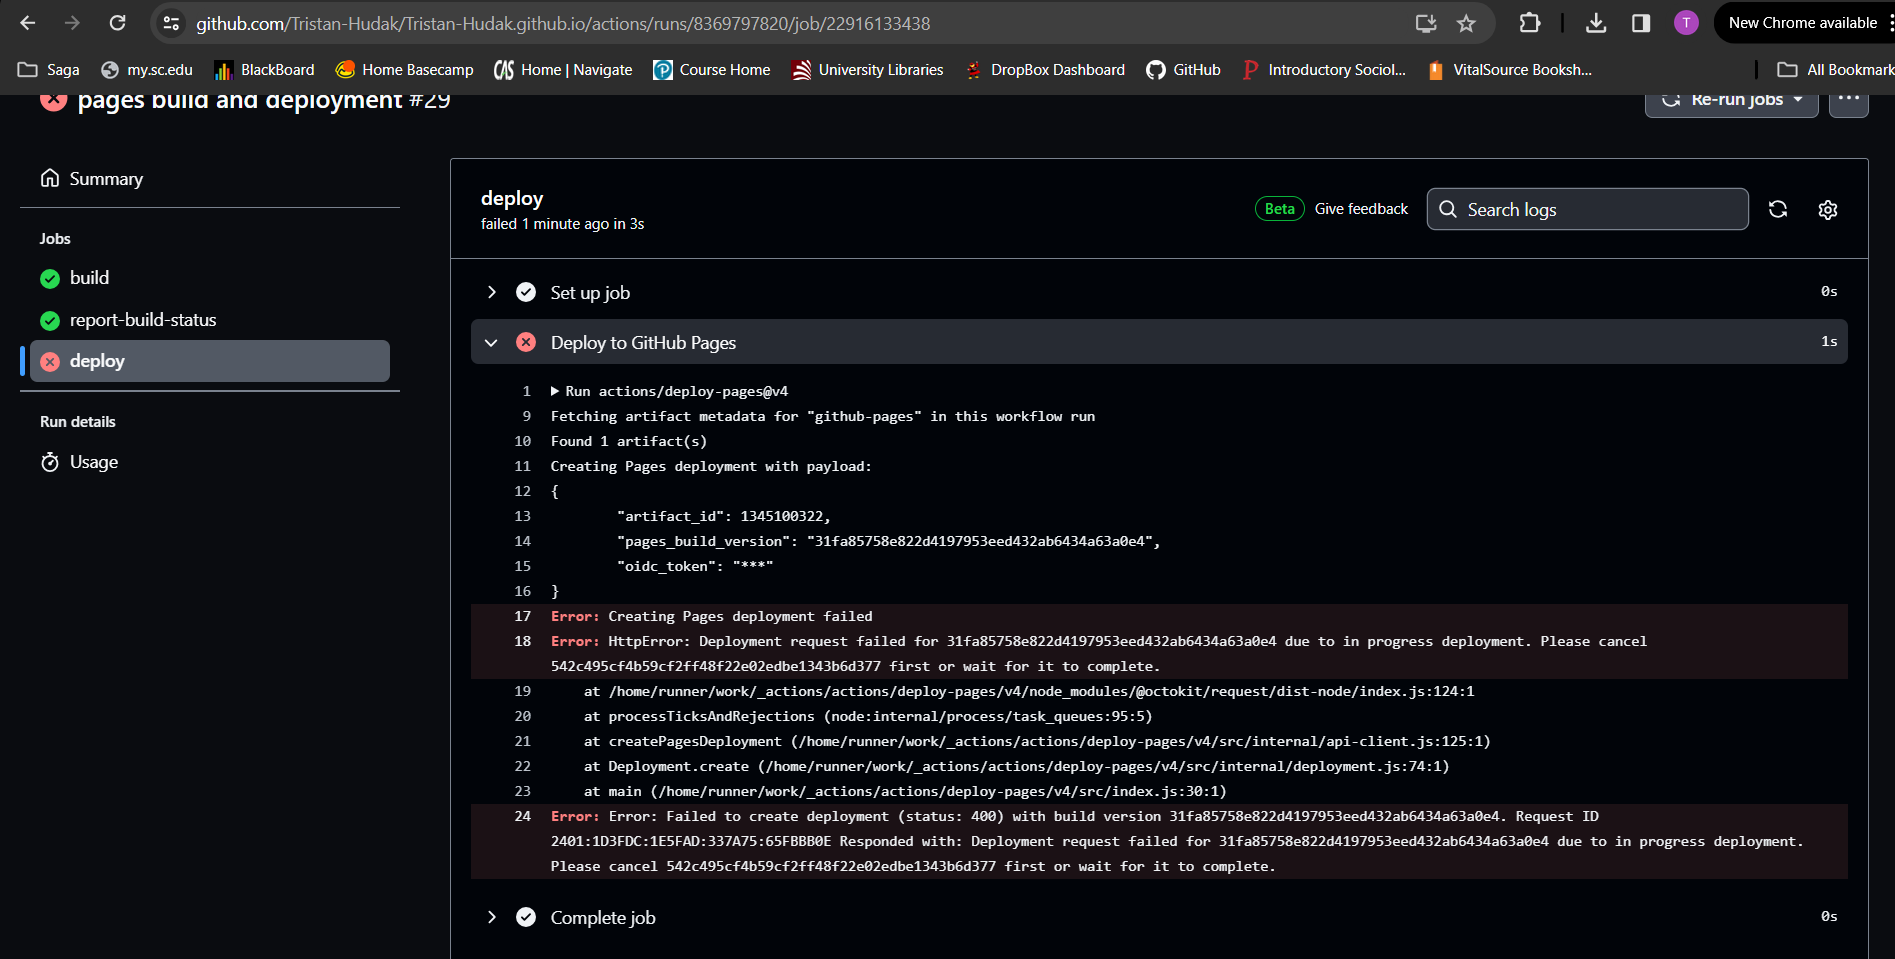 github.com/Tristan-Hudak/Tristan-Hudak.github.io/actions/runs/8369797820/job/22916133438
T
New Chrome available
Saga
my.sc.edu
BlackBoard
Home Basecamp
CAS Home | Navigate
Course Home
University Libraries
DropBox Dashboard
GitHub
Introductory Sociol...
VitalSource Booksh...
All Bookmark
pages build and deployment #29
Re-run jobs
Summary
Jobs
build
report-build-status
deploy
Run details
Usage
deploy
failed 1 minute ago in 3s
Beta
Give feedback
Search logs
Set up job
0s
Deploy to GitHub Pages
1s
1 Run actions/deploy-pages@v4
9 Fetching artifact metadata for "github-pages" in this workflow run
10 Found 1 artifact(s)
11 Creating Pages deployment with payload:
12 {
13 "artifact_id": 1345100322,
14 "pages_build_version": "31fa85758e822d4197953eed432ab6434a63a0e4",
15 "oidc_token": "***"
16 }
17 Error: Creating Pages deployment failed
18 Error: HttpError: Deployment request failed for 31fa85758e822d4197953eed432ab6434a63a0e4 due to in progress deployment. Please cancel
542c495cf4b59cf2ff48f22e02edbe1343b6d377 first or wait for it to complete.
19 at /home/runner/work/_actions/actions/deploy-pages/v4/node_modules/@octokit/request/dist-node/index.js:124:1
20 at processTicksAndRejections (node:internal/process/task_queues:95:5)
21 at createPagesDeployment (/home/runner/work/_actions/actions/deploy-pages/v4/src/internal/api-client.js:125:1)
22 at Deployment.create (/home/runner/work/_actions/actions/deploy-pages/v4/src/internal/deployment.js:74:1)
23 at main (/home/runner/work/_actions/actions/deploy-pages/v4/src/index.js:30:1)
24 Error: Error: Failed to create deployment (status: 400) with build version 31fa85758e822d4197953eed432ab6434a63a0e4. Request ID
2401:1D3FDC:1E5FAD:337A75:65FBBB0E Responded with: Deployment request failed for 31fa85758e822d4197953eed432ab6434a63a0e4 due to in progress deployment.
Please cancel 542c495cf4b59cf2ff48f22e02edbe1343b6d377 first or wait for it to complete.
Complete job
0s